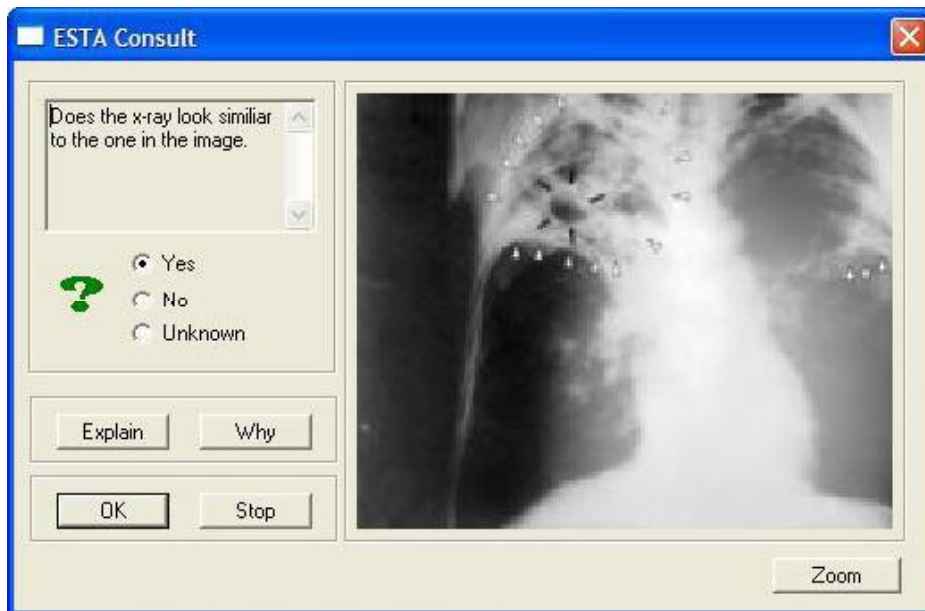 ESTA Consult
Does the x-ray look similiar
to the one in the image.
Yes
No
Unknown
Explain
Why
OK
Stop
Zoom